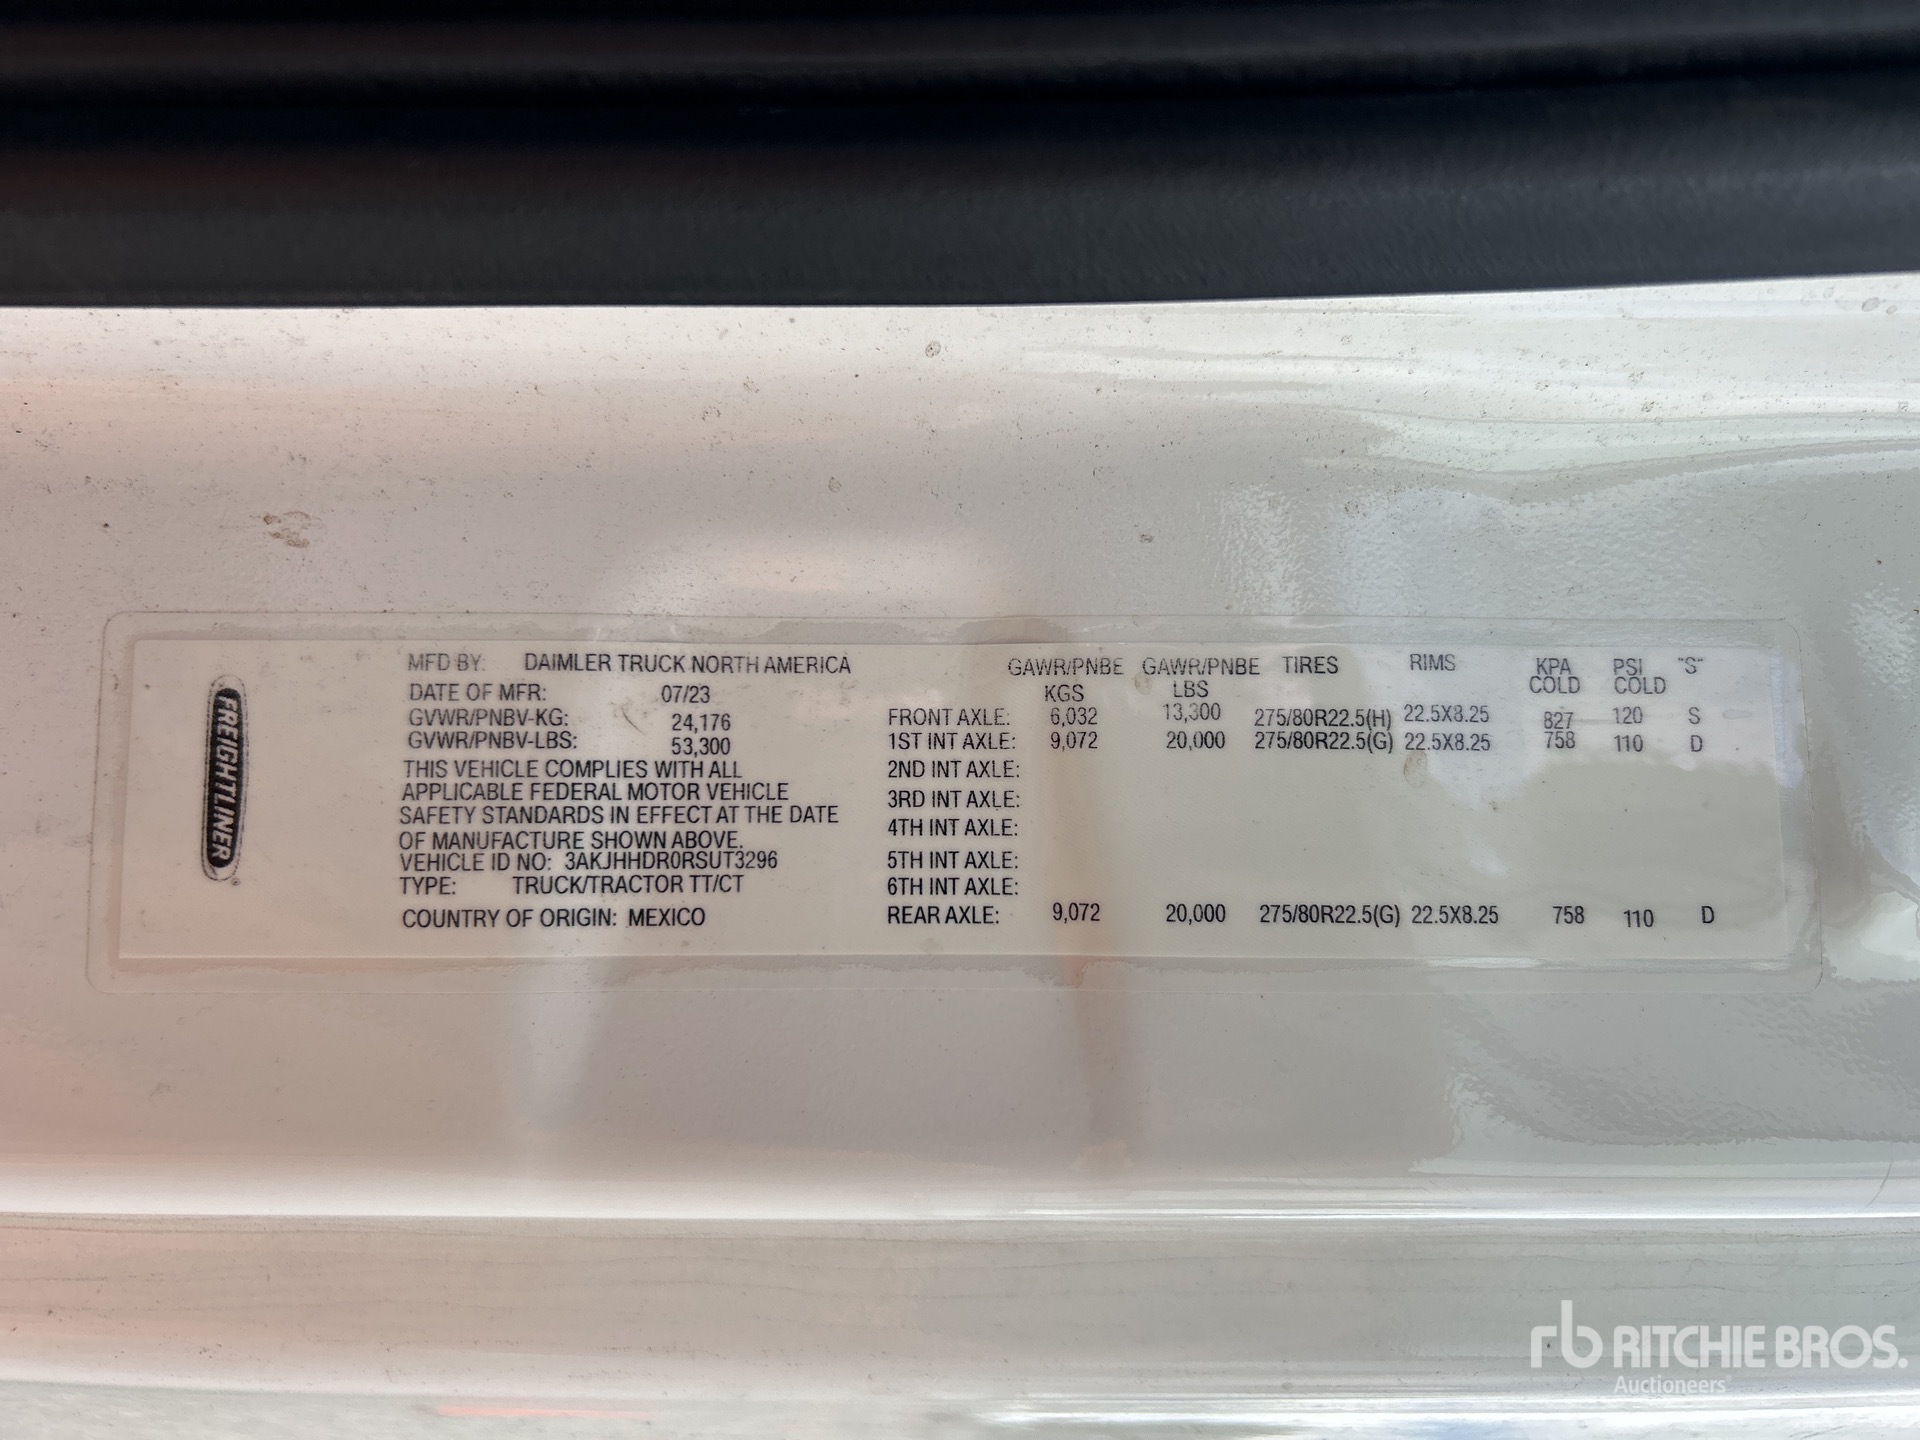 FREIGHTLINER
MFD BY: DAIMLER TRUCK NORTH AMERICA
DATE OF MFR: 07/23
GVWR/PNBV-KG: 24,176
GVWR/PNBV-LBS: 53,300
THIS VEHICLE COMPLIES WITH ALL
APPLICABLE FEDERAL MOTOR VEHICLE
SAFETY STANDARDS IN EFFECT AT THE DATE
OF MANUFACTURE SHOWN ABOVE.
VEHICLE ID NO: 3AKJHHDR0RSUT3296
TYPE: TRUCK/TRACTOR TT/CT
COUNTRY OF ORIGIN: MEXICO
GAWR/PNBE GAWR/PNBE TIRES RIMS KPA PSI "S"
KGS LBS COLD COLD
FRONT AXLE: 6,032 13,300 275/80R22.5(H) 22.5X8.25 827 120 S
1ST INT AXLE: 9,072 20,000 275/80R22.5(G) 22.5X8.25 758 110 D
2ND INT AXLE:
3RD INT AXLE:
4TH INT AXLE:
5TH INT AXLE:
6TH INT AXLE:
REAR AXLE: 9,072 20,000 275/80R22.5(G) 22.5X8.25 758 110 D
rb RITCHIE BROS.
Auctioneers